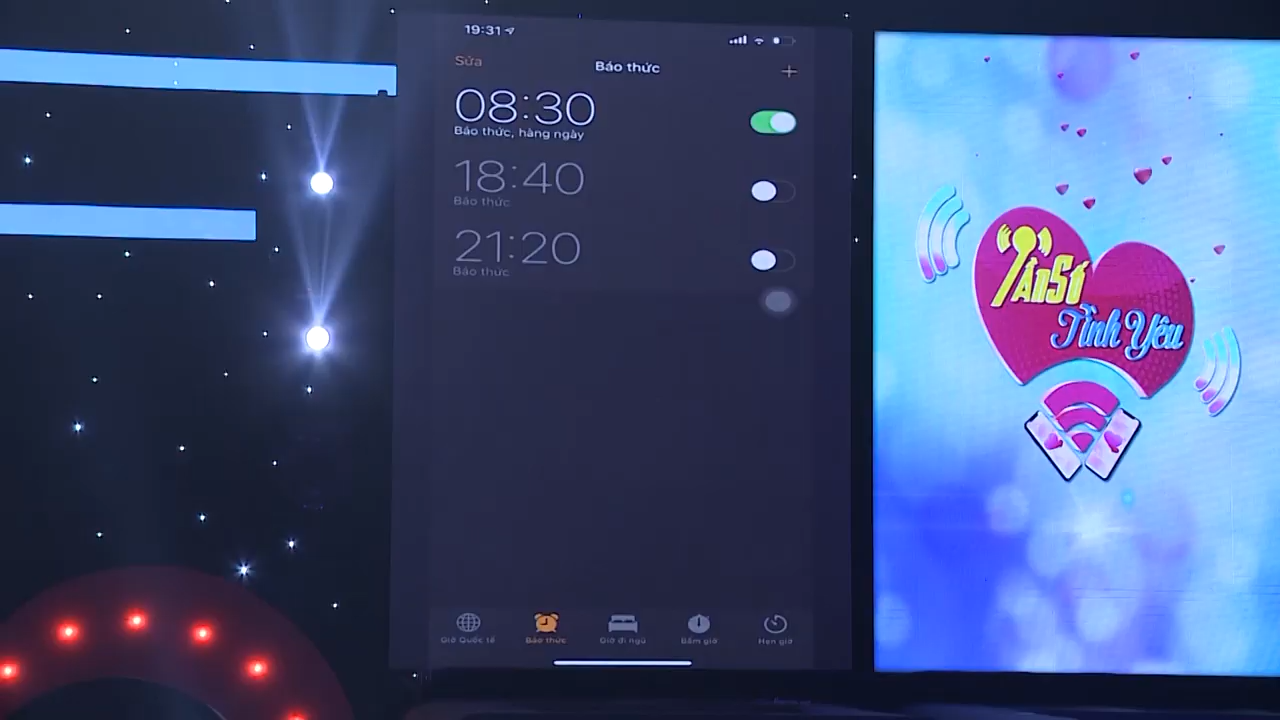 19:31
Sửa
Báo thức
+
08:30
Báo thức, hàng ngày
18:40
Báo thức
21:20
Báo thức
Giờ Quốc tế
Báo thức
Giờ đi ngủ
Bấm giờ
Hẹn giờ
Tần Số
Tình Yêu